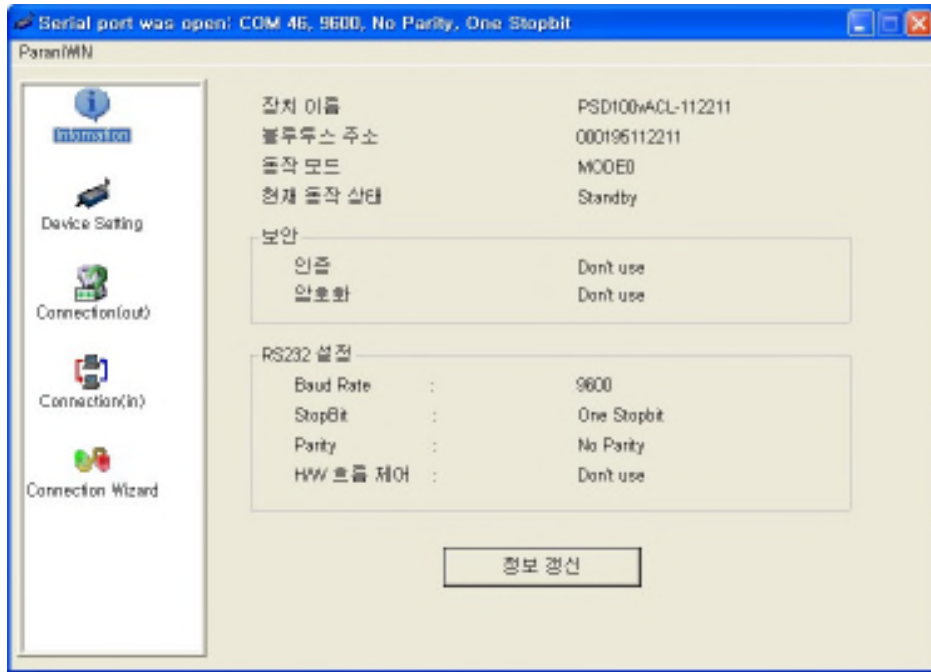 Serial port was open: COM 46, 9600, No Parity, One Stopbit
ParaniWIN
Infomation
Device Setting
Connection(out)
Connection(in)
Connection Wizard
장치 이름 PSD100vACL-112211
블루투스 주소 000195112211
동작 모드 MODE0
현재 동작 상태 Standby
보안
인증 Don't use
암호화 Don't use
RS232 설정
Baud Rate : 9600
StopBit : One Stopbit
Parity : No Parity
H/W 흐름 제어 : Don't use
정보 갱신